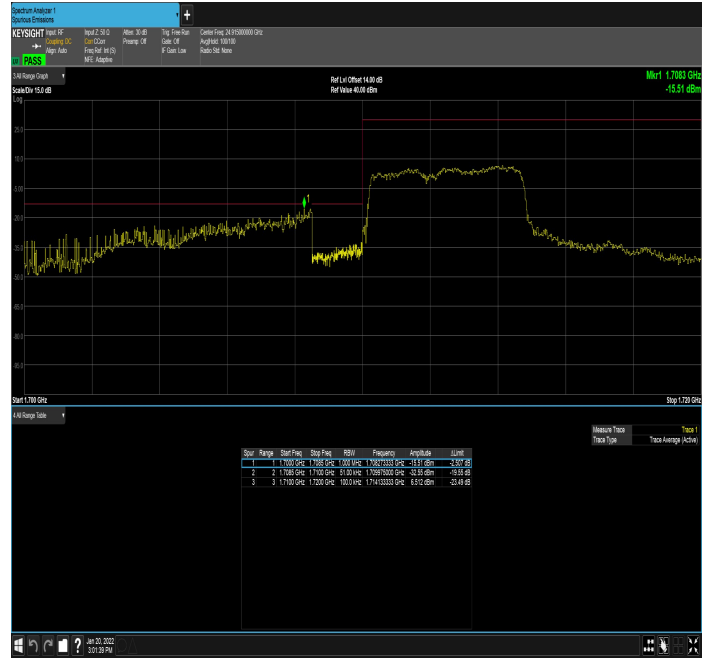 Spectrum Analyzer 1
Spurious Emissions
+
KEYSIGHT Input: RF Input Z: 50 Ω Atten: 30 dB Trig: Free Run Center Freq: 24.915000000 GHz
Coupling: DC Corr CCorr Preamp: Off Gate: Off Avg|Hold: 100/100
Align: Auto Freq Ref: Int (S) IF Gain: Low Radio Std: None
PASS NFE: Adaptive
3 All Range Graph
Ref Lvl Offset 14.00 dB
Mkr1 1.7083 GHz
Scale/Div 15.0 dB
Ref Value 40.00 dBm
-15.51 dBm
Log
25.0
10.0
-5.00
-20.0
-35.0
-50.0
-65.0
-80.0
-95.0
1
Start 1.700 GHz
Stop 1.720 GHz
4 All Range Table
Measure Trace Trace 1
Trace Type Trace Average (Active)
Spur Range Start Freq Stop Freq RBW Frequency Amplitude ΔLimit
1 1 1.7000 GHz 1.7085 GHz 1.000 MHz 1.708273333 GHz -15.51 dBm -2.507 dB
2 2 1.7085 GHz 1.7100 GHz 51.00 kHz 1.709975000 GHz -32.55 dBm -19.55 dB
3 3 1.7100 GHz 1.7200 GHz 100.0 kHz 1.714133333 GHz 6.512 dBm -23.49 dB
?
Jan 20, 2022
3:01:39 PM